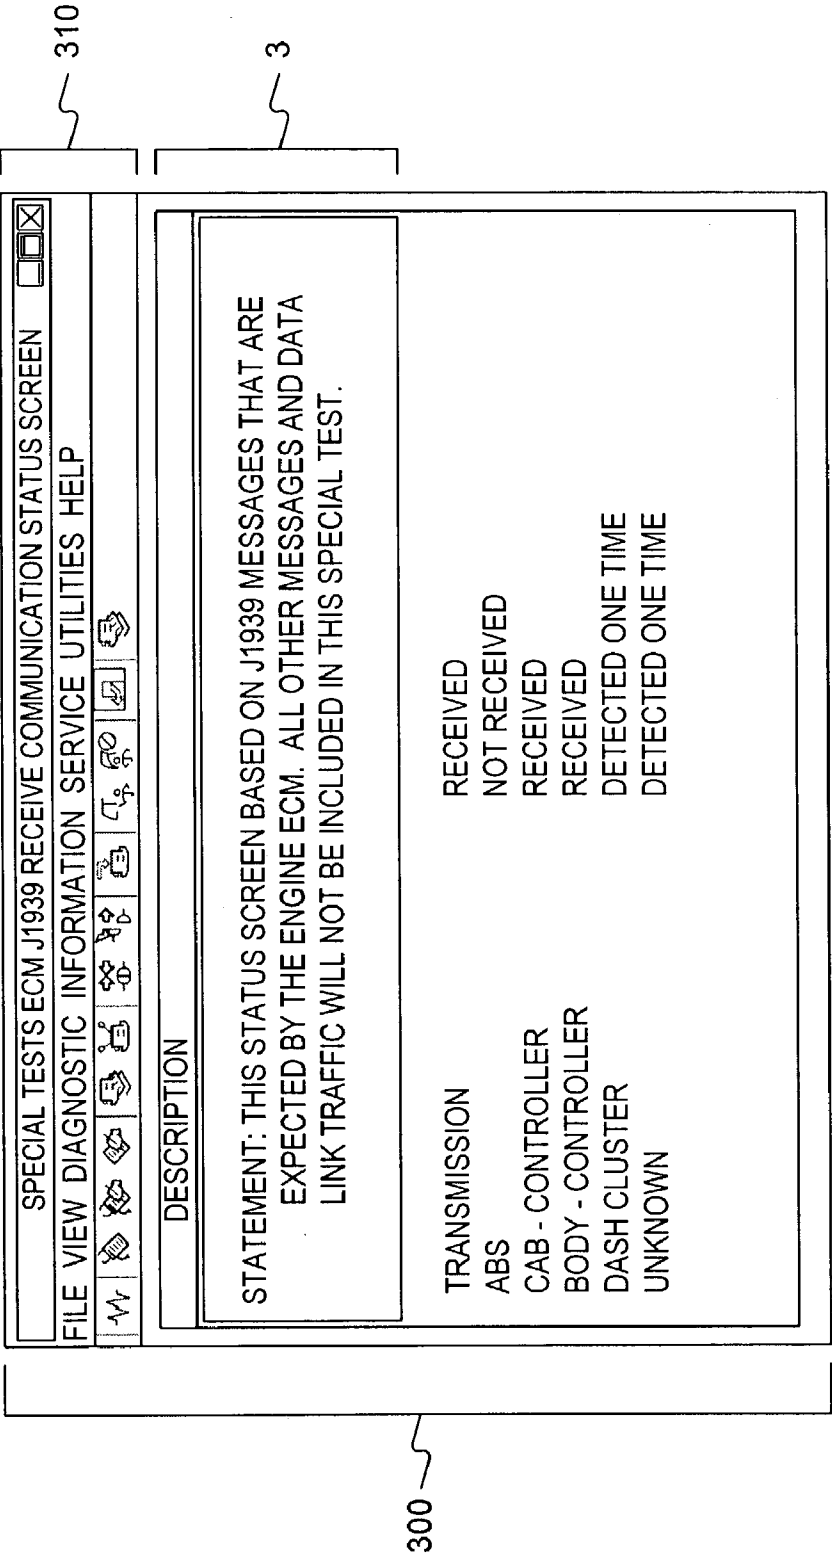 SPECIAL TESTS ECM J1939 RECEIVE COMMUNICATION STATUS SCREEN
FILE VIEW DIAGNOSTIC INFORMATION SERVICE UTILITIES HELP
310
DESCRIPTION
STATEMENT: THIS STATUS SCREEN BASED ON J1939 MESSAGES THAT ARE
EXPECTED BY THE ENGINE ECM. ALL OTHER MESSAGES AND DATA
LINK TRAFFIC WILL NOT BE INCLUDED IN THIS SPECIAL TEST.
3
300
TRANSMISSION RECEIVED
ABS NOT RECEIVED
CAB - CONTROLLER RECEIVED
BODY - CONTROLLER RECEIVED
DASH CLUSTER DETECTED ONE TIME
UNKNOWN DETECTED ONE TIME